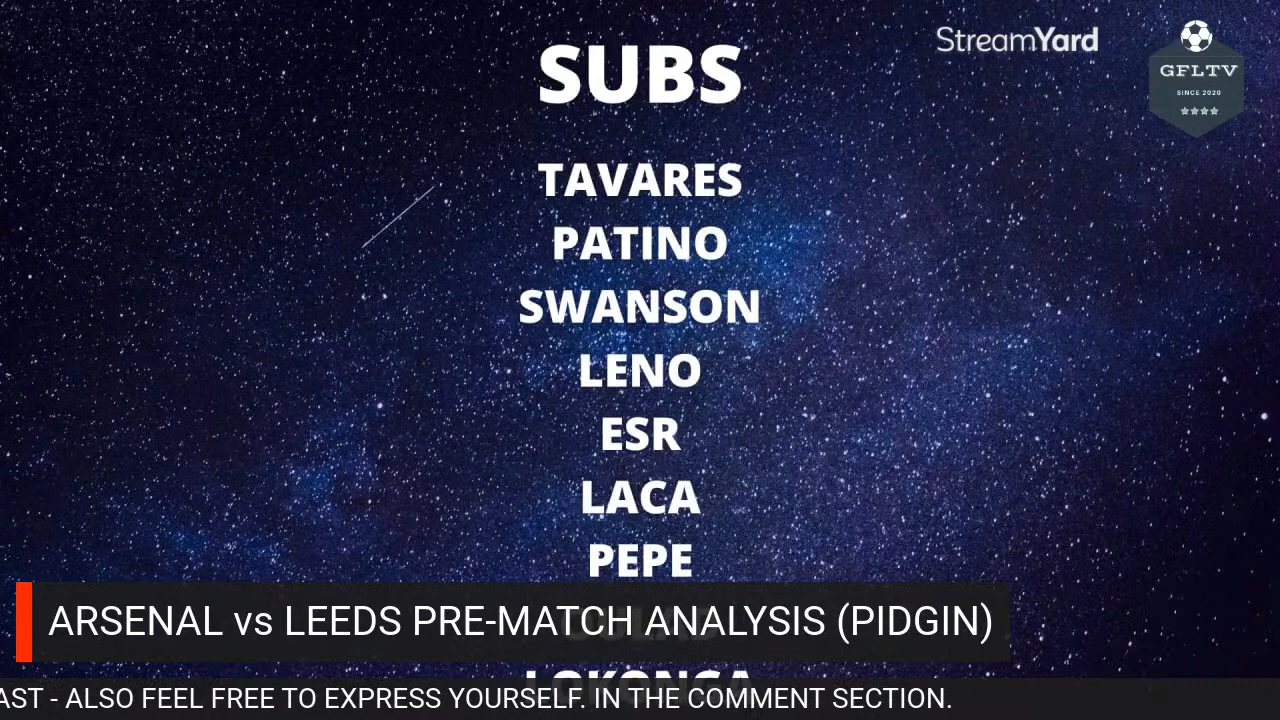 SUBS
StreamYard
GFLTV
SINCE 2020
TAVARES
PATINO
SWANSON
LENO
ESR
LACA
PEPE
ARSENAL vs LEEDS PRE-MATCH ANALYSIS (PIDGIN)
LOKONGA
AST - ALSO FEEL FREE TO EXPRESS YOURSELF. IN THE COMMENT SECTION.